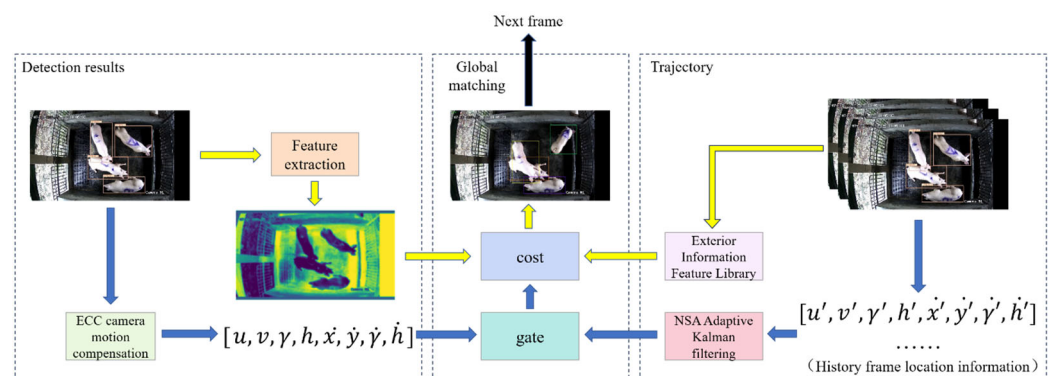 Next frame
Detection results
Global
matching
Trajectory
Feature
extraction
cost
Exterior
Information
Feature Library
ECC camera
motion
compensation
[u, v, γ, h, ẋ, ẏ, γ̇, ḣ]
gate
NSA Adaptive
Kalman
filtering
[u′, v′, γ′, h′, ẋ′, ẏ′, γ̇′, ḣ′]
……
（History frame location information）